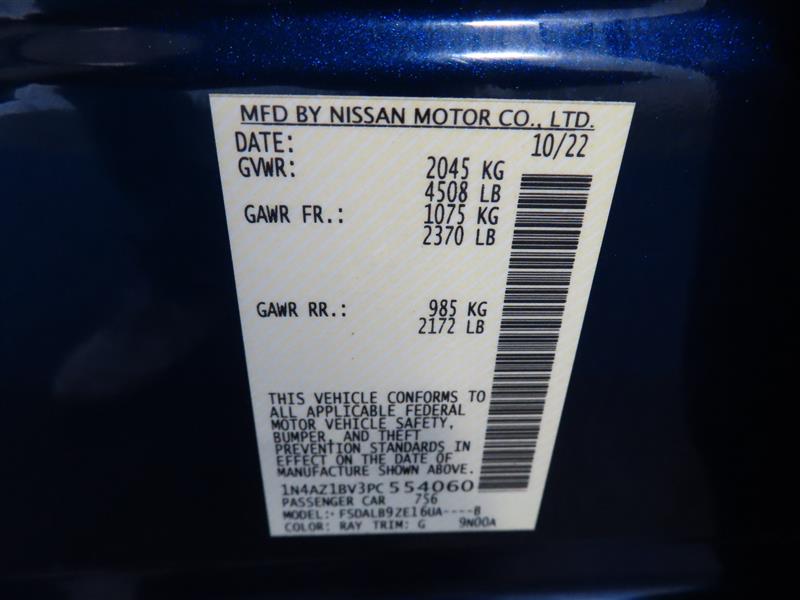 MFD BY NISSAN MOTOR CO., LTD.
DATE: 10/22
GVWR: 2045 KG
4508 LB
GAWR FR.: 1075 KG
2370 LB
GAWR RR.: 985 KG
2172 LB
THIS VEHICLE CONFORMS TO
ALL APPLICABLE FEDERAL
MOTOR VEHICLE SAFETY,
BUMPER, AND THEFT
PREVENTION STANDARDS IN
EFFECT ON THE DATE OF
MANUFACTURE SHOWN ABOVE.
1N4AZ1BV3PC 554060
PASSENGER CAR 756
MODEL: FSDALB9ZE16UA----B
COLOR: RAY TRIM: G 9N00A